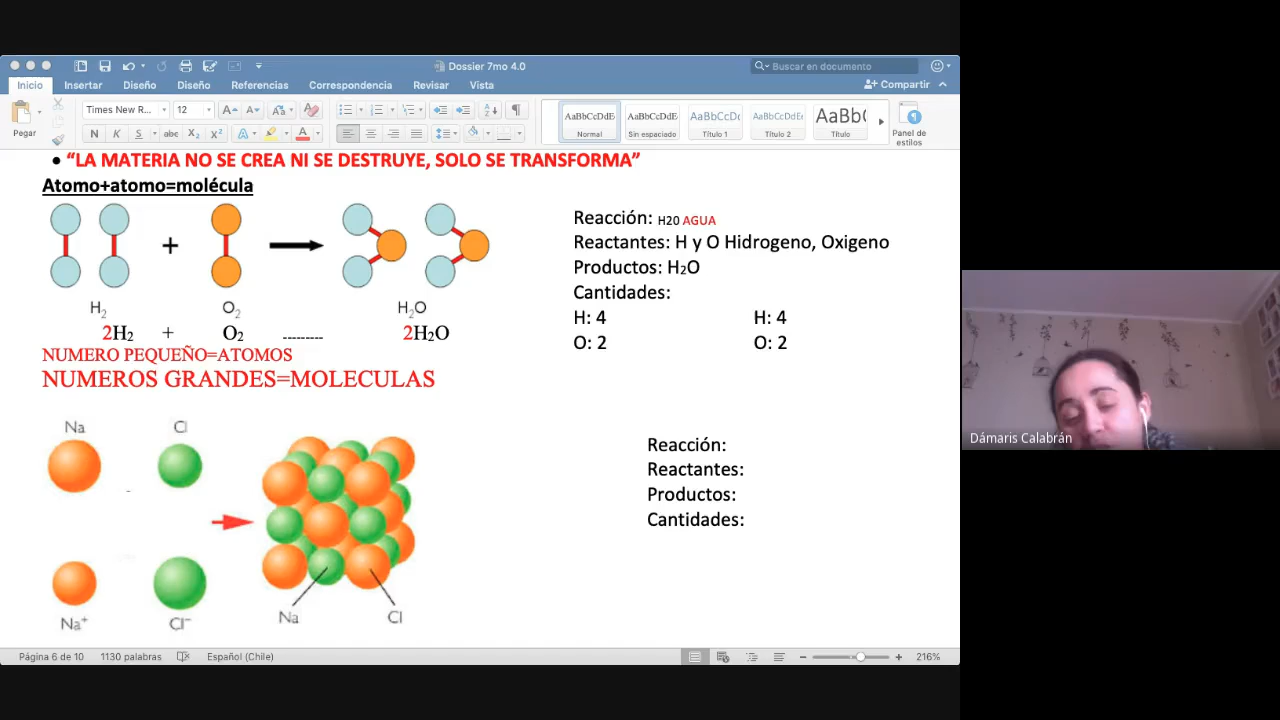 Dossier 7mo 4.0
Buscar en documento
Inicio Insertar Diseño Diseño Referencias Correspondencia Revisar Vista
Compartir
Pegar
Times New R... 12
N K S abc X₂ X² A A
AaBbCcDdE AaBbCcDdE AaBbCcDdE AaBbCcDdE AaBb(
Normal Sin espaciado Título 1 Título 2 Título
Panel de estilos
• “LA MATERIA NO SE CREA NI SE DESTRUYE, SOLO SE TRANSFORMA”
Atomo+atomo=molécula
+
H₂ O₂ H₂O
2H₂ + O₂ --------- 2H₂O
NUMERO PEQUEÑO=ATOMOS
NUMEROS GRANDES=MOLECULAS
Reacción: H20 AGUA
Reactantes: H y O Hidrogeno, Oxigeno
Productos: H₂O
Cantidades:
H: 4 H: 4
O: 2 O: 2
Na Cl
Na⁺ Cl⁻
Na Cl
Reacción:
Reactantes:
Productos:
Cantidades:
Dámaris Calabrán
Página 6 de 10 1130 palabras Español (Chile) 216%